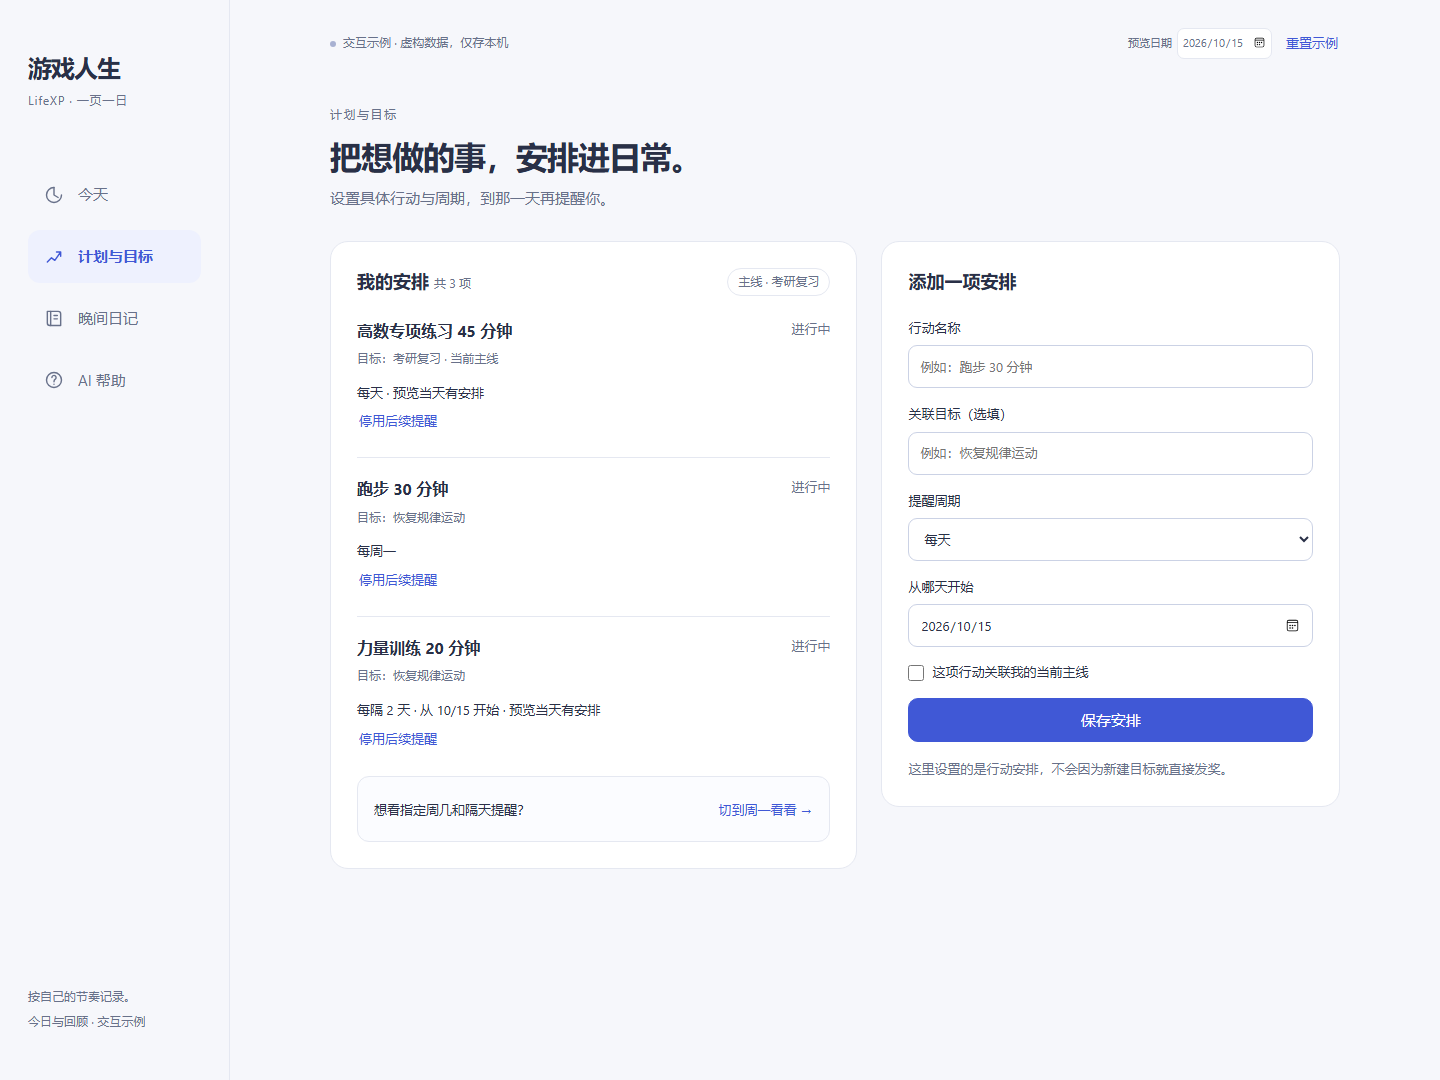 游戏人生
LifeXP · 一页一日
今天
计划与目标
晚间日记
AI 帮助
按自己的节奏记录。
今日与回顾 · 交互示例
交互示例 · 虚构数据，仅存本机
预览日期 2026/10/15 重置示例
计划与目标
把想做的事，安排进日常。
设置具体行动与周期，到那一天再提醒你。
我的安排 共 3 项 主线 · 考研复习
高数专项练习 45 分钟 进行中
目标：考研复习 · 当前主线
每天 · 预览当天有安排
停用后续提醒
跑步 30 分钟 进行中
目标：恢复规律运动
每周一
停用后续提醒
力量训练 20 分钟 进行中
目标：恢复规律运动
每隔 2 天 · 从 10/15 开始 · 预览当天有安排
停用后续提醒
想看指定周几和隔天提醒？ 切到周一看看 →
添加一项安排
行动名称
例如：跑步 30 分钟
关联目标（选填）
例如：恢复规律运动
提醒周期
每天
从哪天开始
2026/10/15
这项行动关联我的当前主线
保存安排
这里设置的是行动安排，不会因为新建目标就直接发奖。